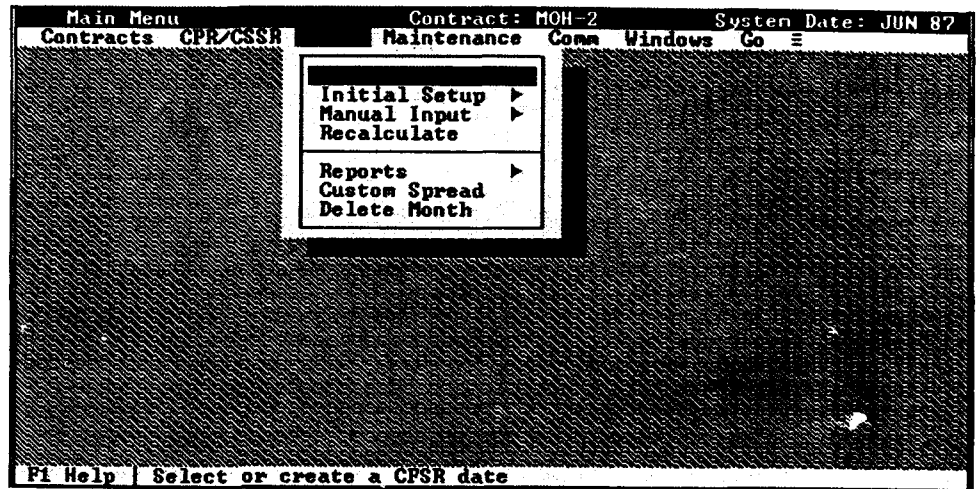 Main Menu Contract: MOH-2 System Date: JUN 87
Contracts CPR/CSSR Maintenance Comm Windows Go ≡
Initial Setup ►
Manual Input ►
Recalculate
Reports ►
Custom Spread
Delete Month
F1 Help | Select or create a CFSR date